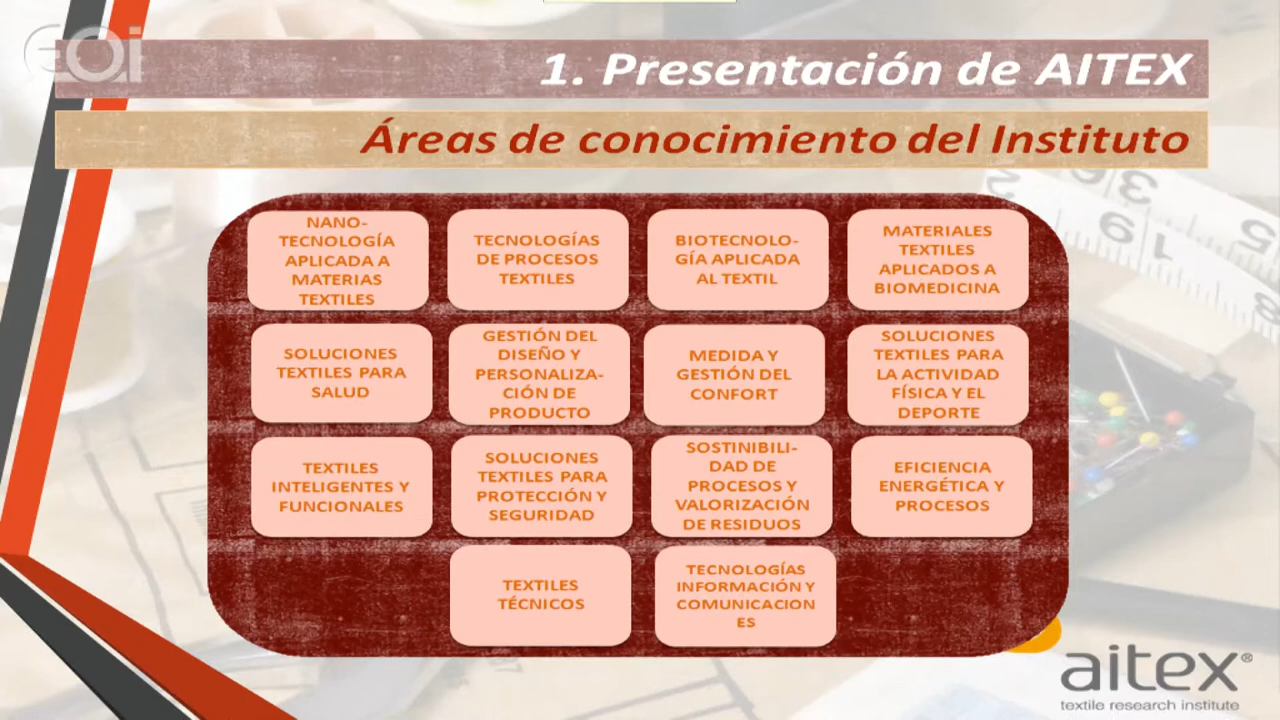 EOi
1. Presentación de AITEX
Áreas de conocimiento del Instituto
NANO-
TECNOLOGÍA
APLICADA A
MATERIAS
TEXTILES
TECNOLOGÍAS
DE PROCESOS
TEXTILES
BIOTECNOLO-
GÍA APLICADA
AL TEXTIL
MATERIALES
TEXTILES
APLICADOS A
BIOMEDICINA
SOLUCIONES
TEXTILES PARA
SALUD
GESTIÓN DEL
DISEÑO Y
PERSONALIZA-
CIÓN DE
PRODUCTO
MEDIDA Y
GESTIÓN DEL
CONFORT
SOLUCIONES
TEXTILES PARA
LA ACTIVIDAD
FÍSICA Y EL
DEPORTE
TEXTILES
INTELIGENTES Y
FUNCIONALES
SOLUCIONES
TEXTILES PARA
PROTECCIÓN Y
SEGURIDAD
SOSTINIBILI-
DAD DE
PROCESOS Y
VALORIZACIÓN
DE RESIDUOS
EFICIENCIA
ENERGÉTICA Y
PROCESOS
TEXTILES
TÉCNICOS
TECNOLOGÍAS
INFORMACIÓN Y
COMUNICACION
ES
aitex®
textile research institute